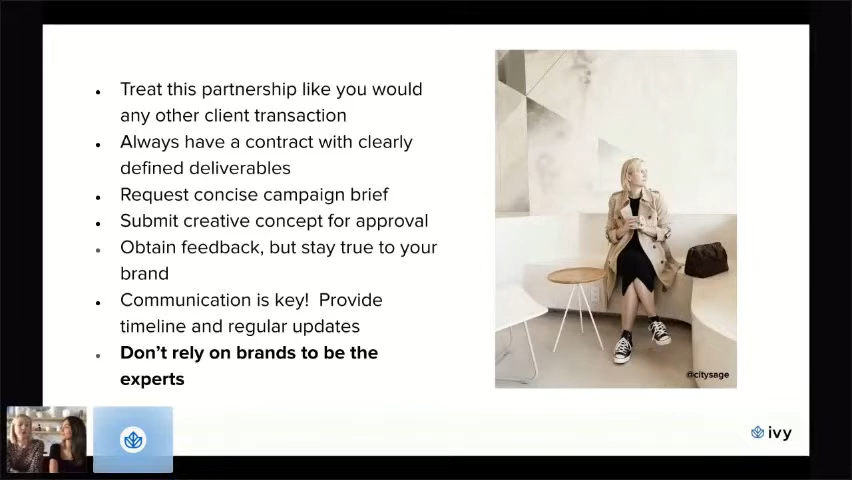 Treat this partnership like you would
any other client transaction
Always have a contract with clearly
defined deliverables
Request concise campaign brief
Submit creative concept for approval
Obtain feedback, but stay true to your
brand
Communication is key!  Provide
timeline and regular updates
Don’t rely on brands to be the
experts
@citysage
ivy